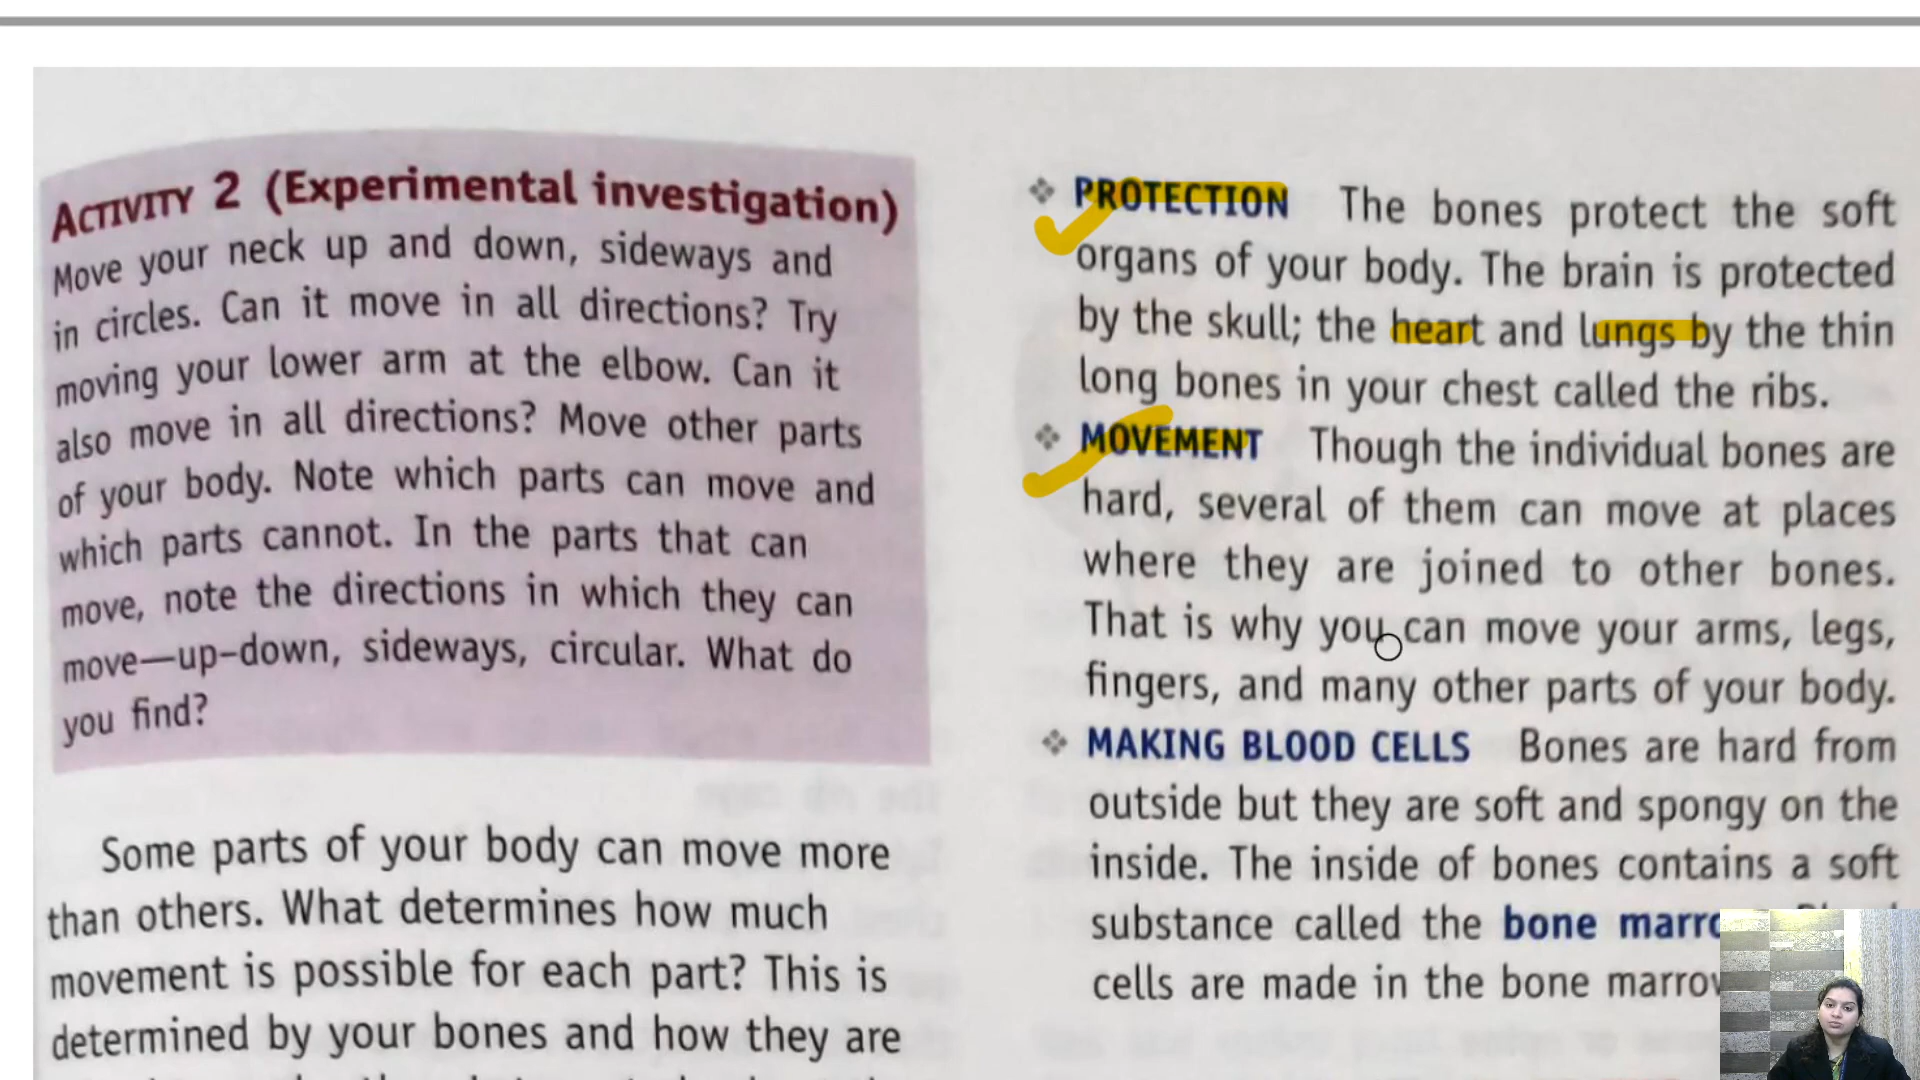 ACTIVITY 2 (Experimental investigation)
Move your neck up and down, sideways and
in circles. Can it move in all directions? Try
moving your lower arm at the elbow. Can it
also move in all directions? Move other parts
of your body. Note which parts can move and
which parts cannot. In the parts that can
move, note the directions in which they can
move—up–down, sideways, circular. What do
you find?
Some parts of your body can move more
than others. What determines how much
movement is possible for each part? This is
determined by your bones and how they are
❖ PROTECTION The bones protect the soft
organs of your body. The brain is protected
by the skull; the heart and lungs by the thin
long bones in your chest called the ribs.
❖ MOVEMENT Though the individual bones are
hard, several of them can move at places
where they are joined to other bones.
That is why you can move your arms, legs,
fingers, and many other parts of your body.
❖ MAKING BLOOD CELLS Bones are hard from
outside but they are soft and spongy on the
inside. The inside of bones contains a soft
substance called the bone
cells are made in the bone